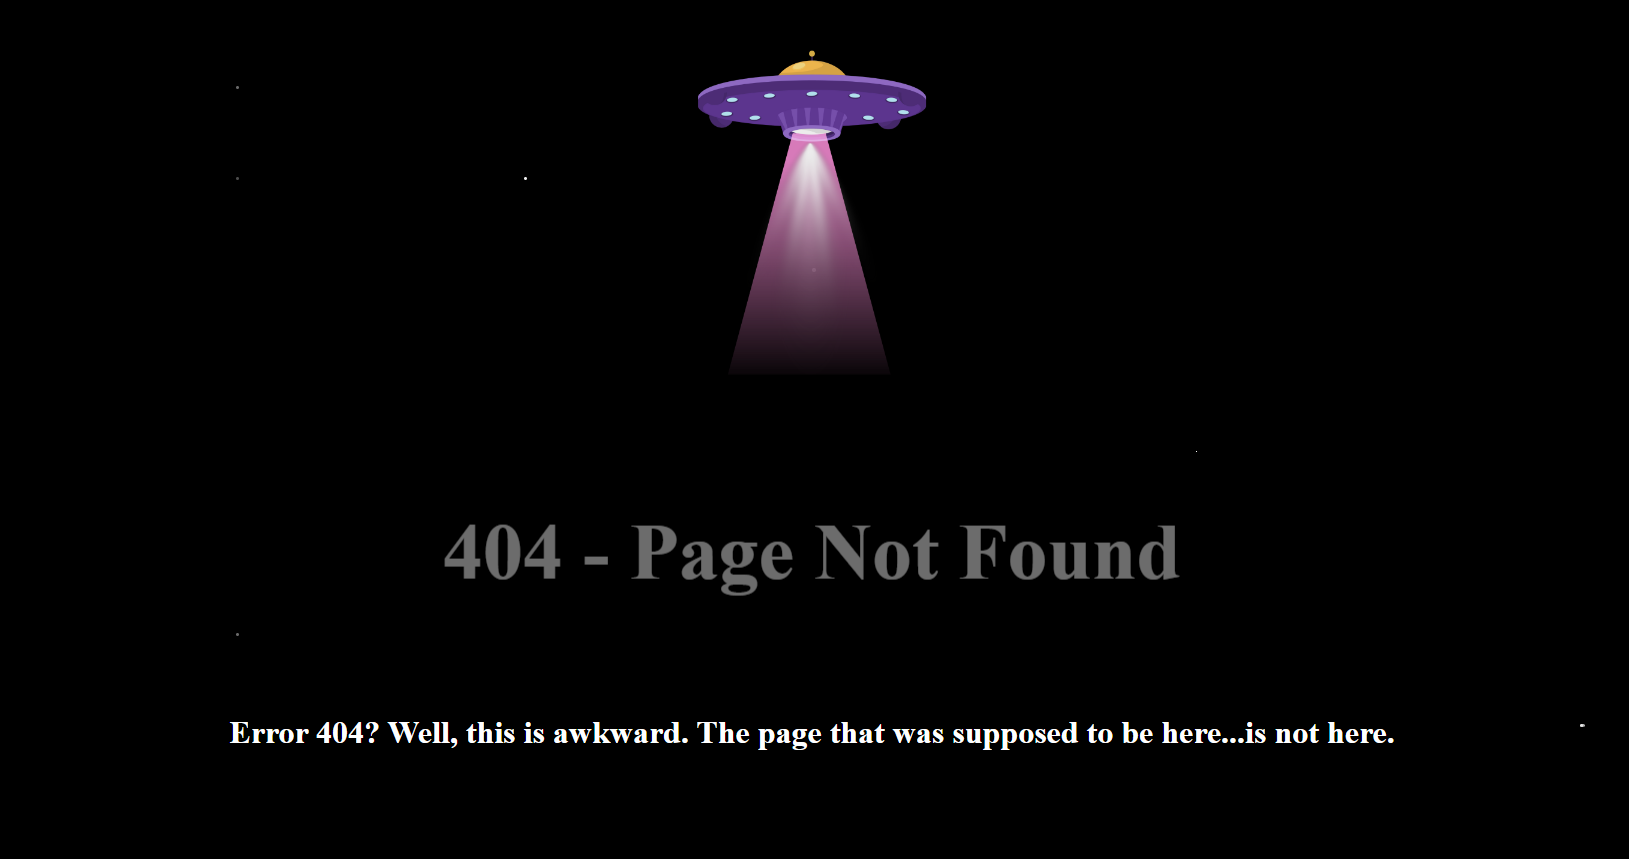 404 - Page Not Found
Error 404? Well, this is awkward. The page that was supposed to be here...is not here.